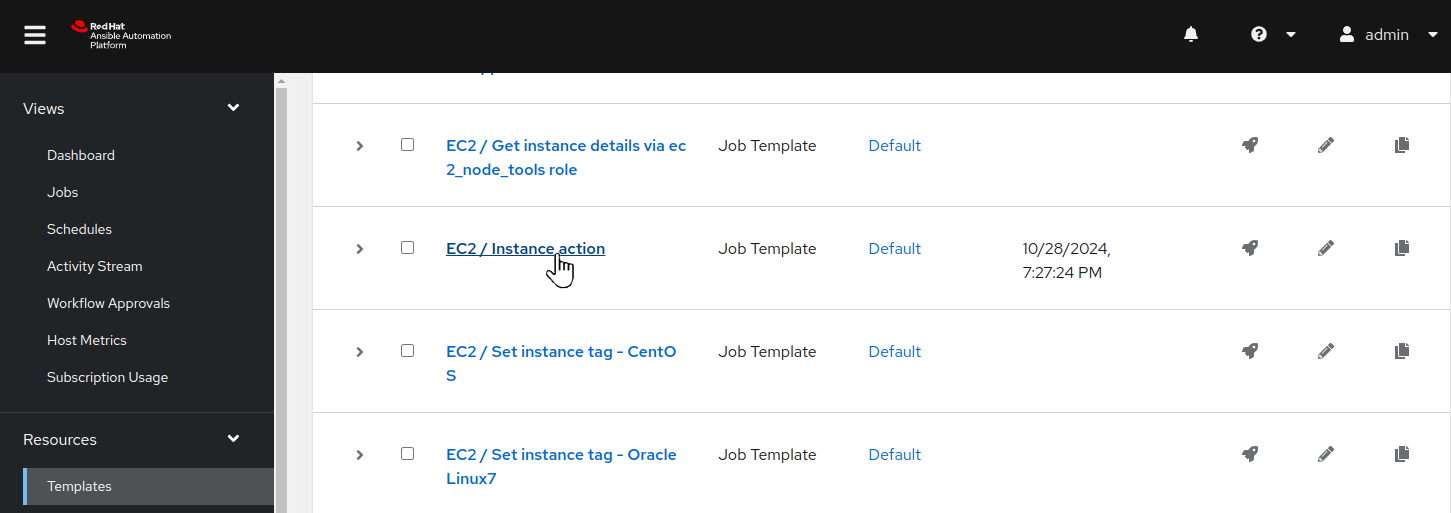 Red Hat
Ansible Automation
Platform
admin
Views
Dashboard
Jobs
Schedules
Activity Stream
Workflow Approvals
Host Metrics
Subscription Usage
Resources
Templates
EC2 / Get instance details via ec
2_node_tools role
Job Template
Default
EC2 / Instance action
Job Template
Default
10/28/2024,
7:27:24 PM
EC2 / Set instance tag - CentO
S
Job Template
Default
EC2 / Set instance tag - Oracle
Linux7
Job Template
Default